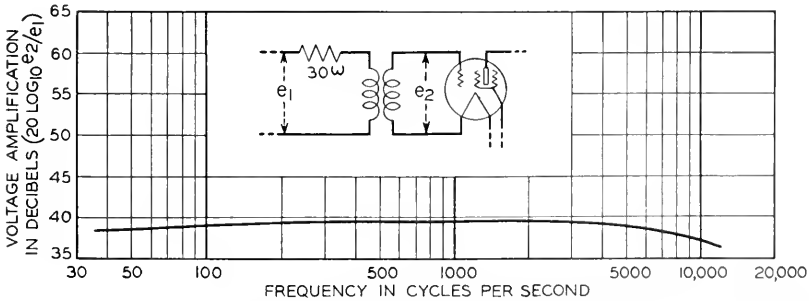 VOLTAGE AMPLIFICATION
IN DECIBELS (20 LOG10 e2/e1)
65
60
55
50
45
40
35
30ω
e1
e2
30 50 100 500 1000 5000 10,000 20,000
FREQUENCY IN CYCLES PER SECOND